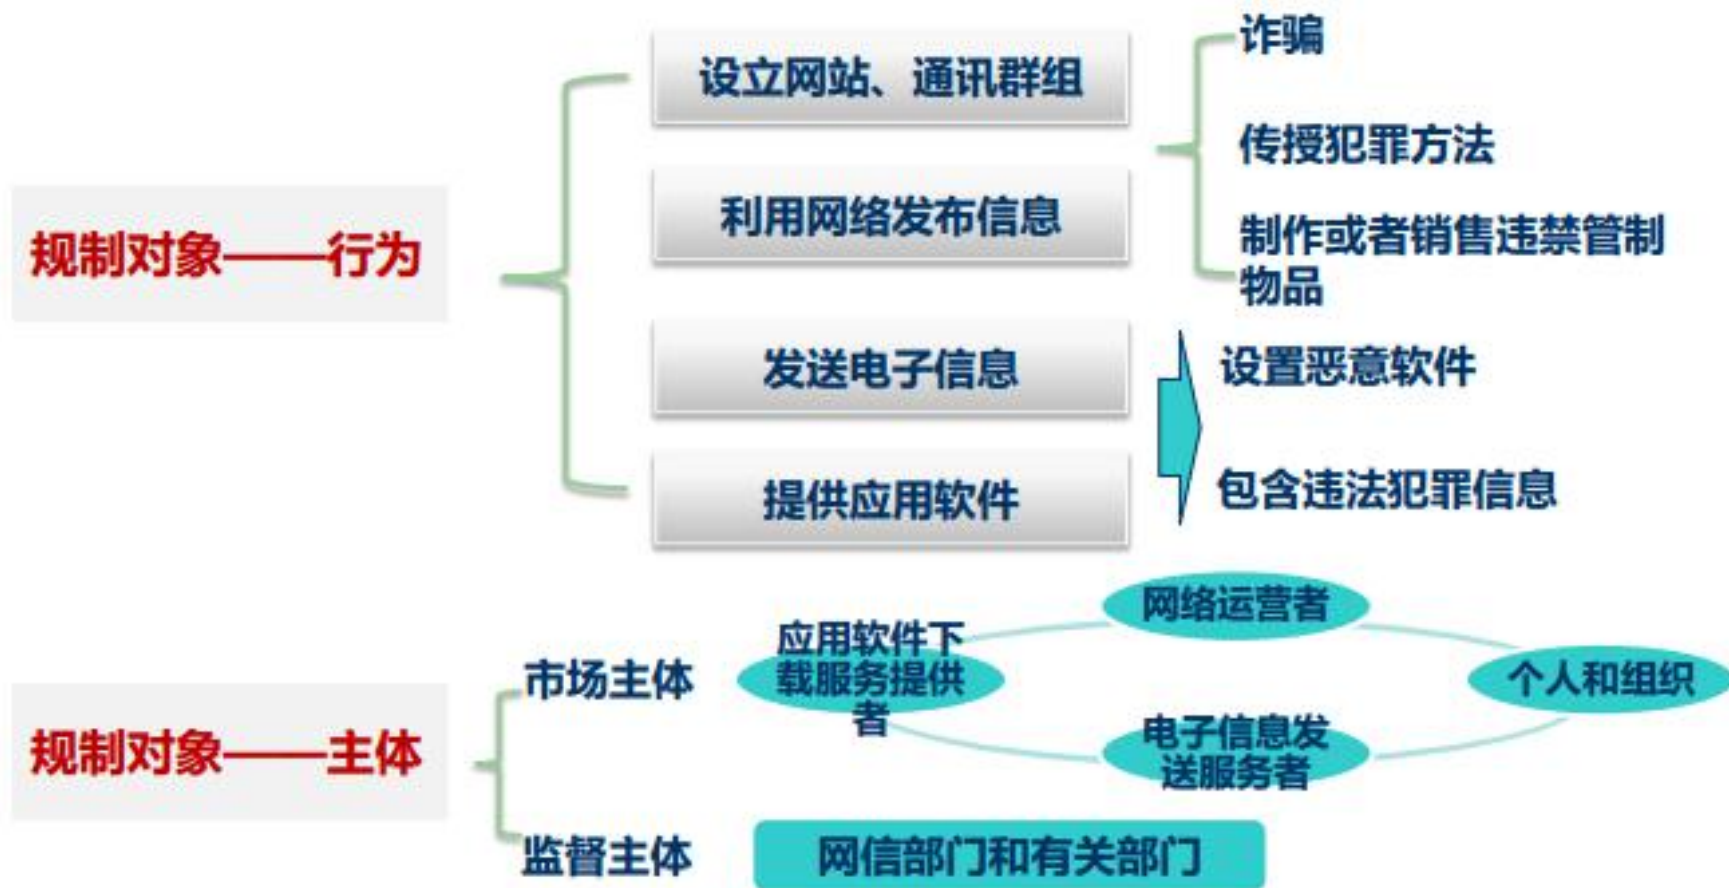 规制对象——行为
设立网站、通讯群组
利用网络发布信息
诈骗
传授犯罪方法
制作或者销售违禁管制
物品
发送电子信息
提供应用软件
设置恶意软件
包含违法犯罪信息
规制对象——主体
市场主体
应用软件下
载服务提供
者
网络运营者
个人和组织
电子信息发
送服务者
监督主体
网信部门和有关部门